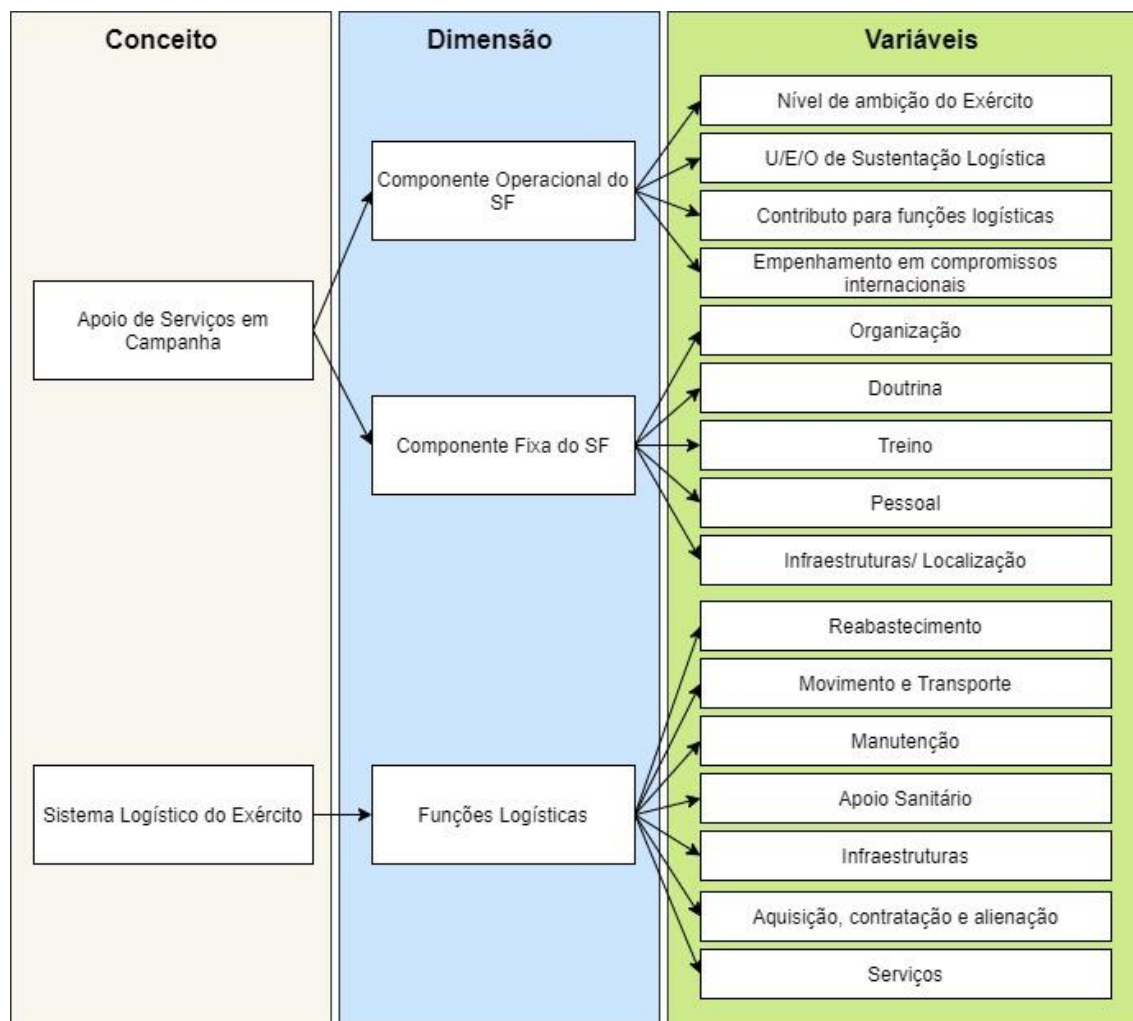 Conceito
Dimensão
Variáveis
Apoio de Serviços em
Campanha
Sistema Logístico do Exército
Componente Operacional do
SF
Componente Fixa do SF
Funções Logísticas
Nível de ambição do Exército
U/E/O de Sustentação Logística
Contributo para funções logísticas
Empenhamento em compromissos
internacionais
Organização
Doutrina
Treino
Pessoal
Infraestruturas/ Localização
Reabastecimento
Movimento e Transporte
Manutenção
Apoio Sanitário
Infraestruturas
Aquisição, contratação e alienação
Serviços